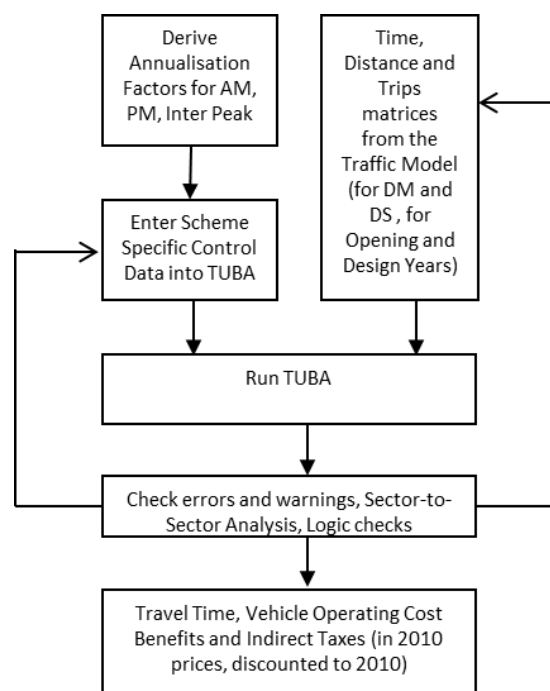 Derive
Annualisation
Factors for AM,
PM, Inter Peak
Time,
Distance and
Trips
matrices
from the
Traffic Model
(for DM and
DS , for
Opening and
Design Years)
Enter Scheme
Specific Control
Data into TUBA
Run TUBA
Check errors and warnings, Sector-to-
Sector Analysis, Logic checks
Travel Time, Vehicle Operating Cost
Benefits and Indirect Taxes (in 2010
prices, discounted to 2010)